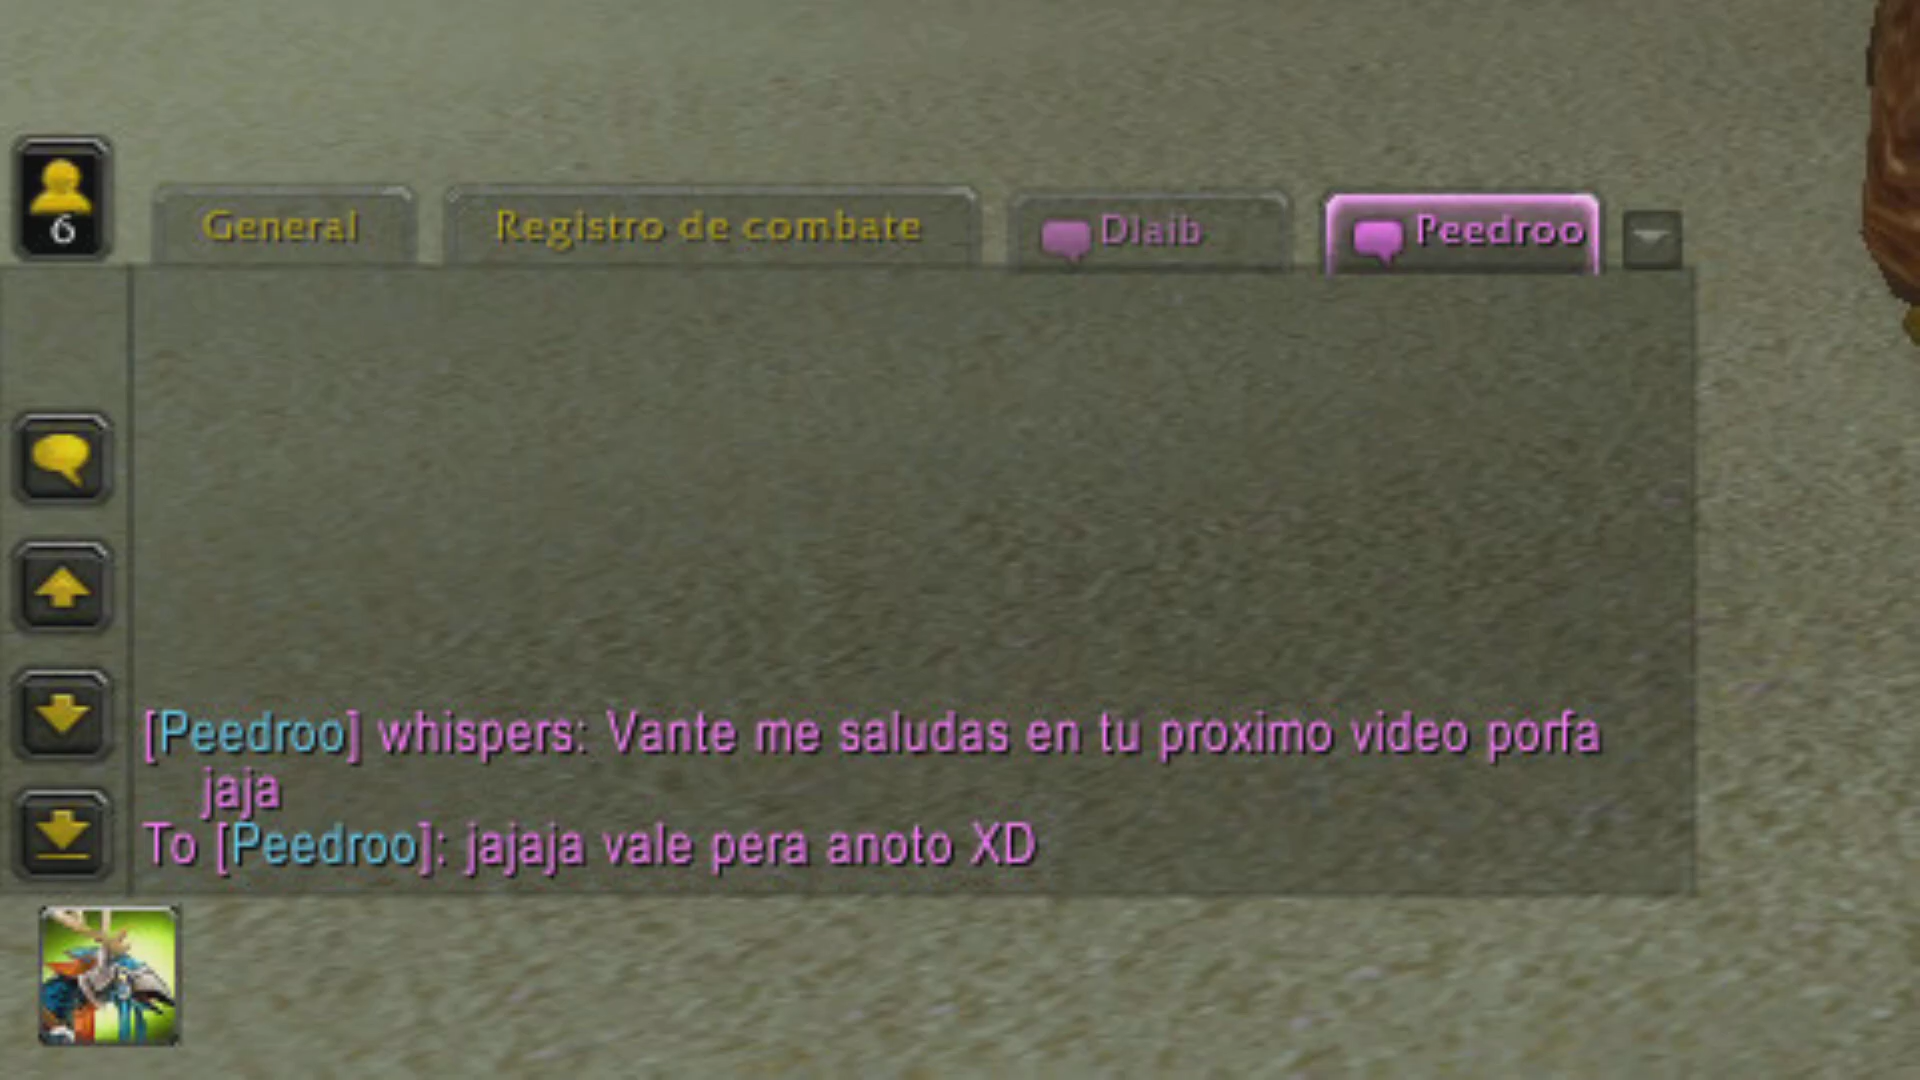 6
General
Registro de combate
Dlaib
Peedroo
[Peedroo] whispers: Vante me saludas en tu proximo video porfa
jaja
To [Peedroo]: jajaja vale pera anoto XD